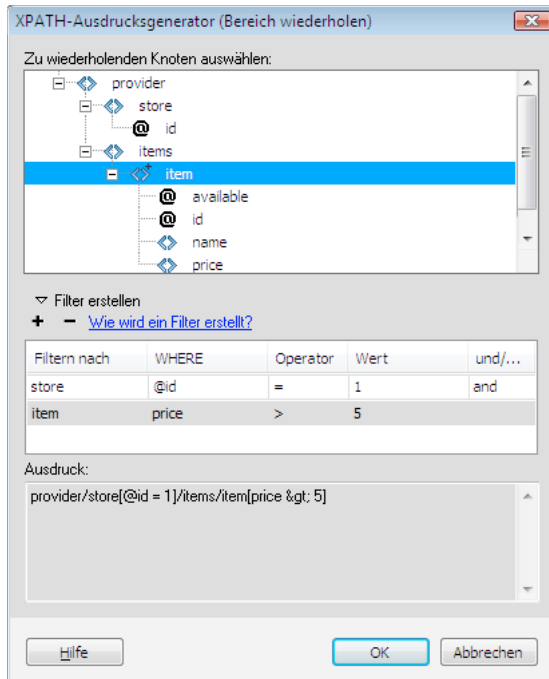 XPATH-Ausdrucksgenerator (Bereich wiederholen)
Zu wiederholenden Knoten auswählen:
provider
store
@ id
items
item
@ available
@ id
name
price
Filter erstellen
+ − Wie wird ein Filter erstellt?
Filtern nach WHERE Operator Wert und/...
store @id = 1 and
item price > 5
Ausdruck:
provider/store[@id = 1]/items/item[price &gt; 5]
Hilfe OK Abbrechen